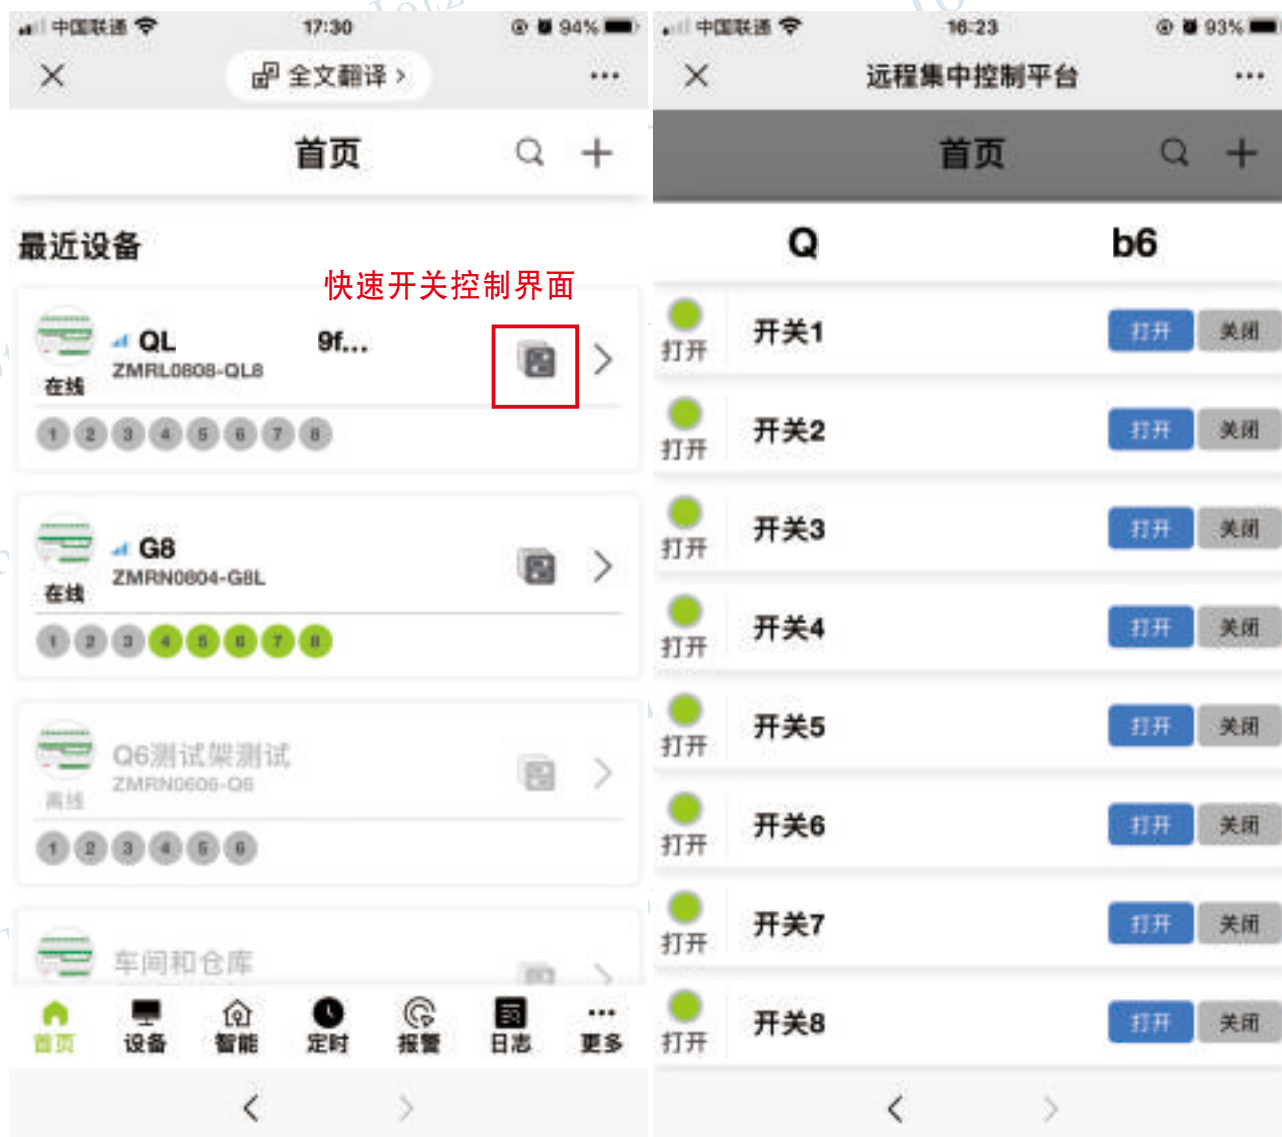 中国联通 17:30 94%
全文翻译 >
首页
最近设备
快速开关控制界面
QL 9f...
ZMRL0808-QL8
在线
1 2 3 4 5 6 7 8
G8
ZMRN0804-G8L
在线
1 2 3 4 5 6 7 8
Q6测试架测试
ZMRN0606-Q6
离线
1 2 3 4 5 6
车间和仓库
首页 设备 智能 定时 报警 日志 更多
中国联通 16:23 93%
远程集中控制平台
首页
Q b6
打开 开关1 打开 关闭
打开 开关2 打开 关闭
打开 开关3 打开 关闭
打开 开关4 打开 关闭
打开 开关5 打开 关闭
打开 开关6 打开 关闭
打开 开关7 打开 关闭
打开 开关8 打开 关闭